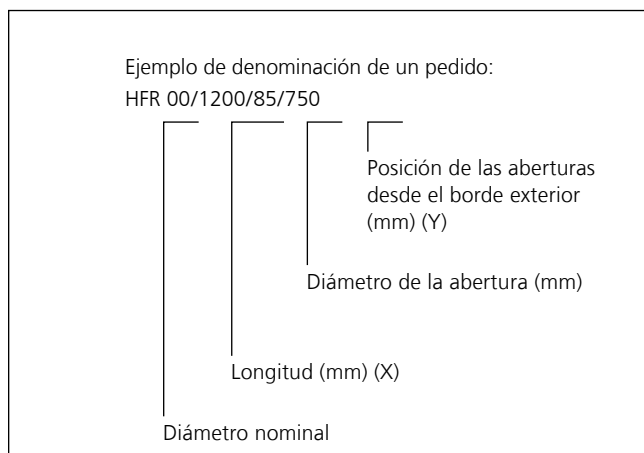 Ejemplo de denominación de un pedido:
HFR 00/1200/85/750
Posición de las aberturas
desde el borde exterior
(mm) (Y)
Diámetro de la abertura (mm)
Longitud (mm) (X)
Diámetro nominal